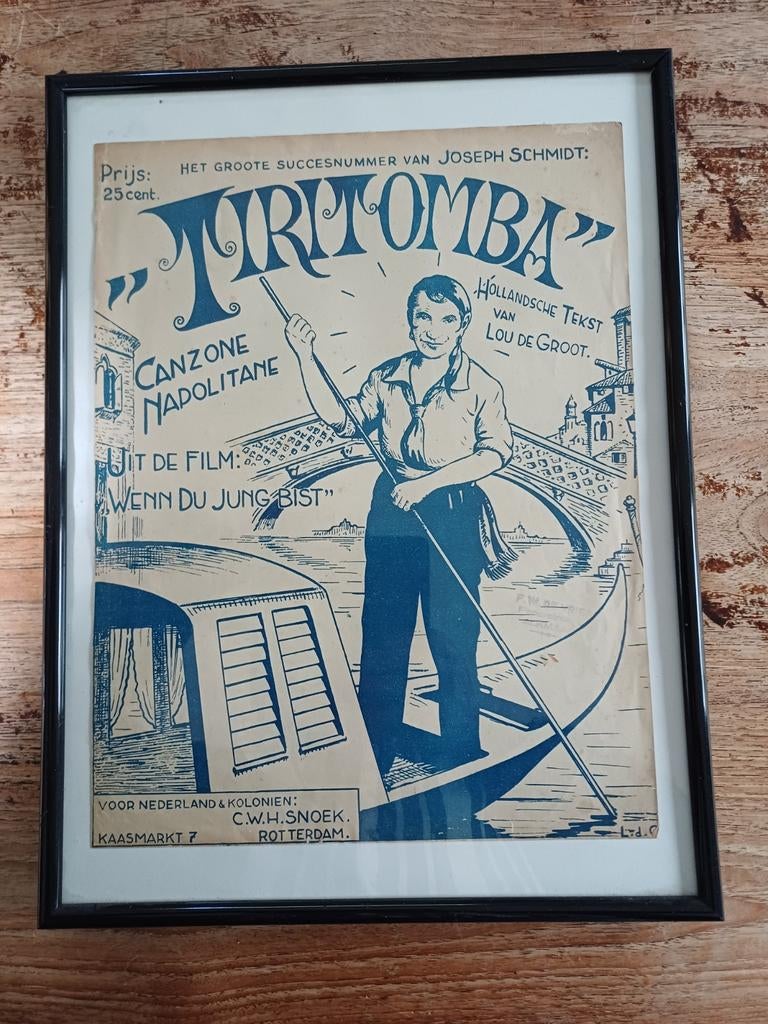 Prijs:
25 cent.
HET GROOTE SUCCESNUMMER VAN JOSEPH SCHMIDT:
„TIRITOMBA”
HOLLANDSCHE TEKST
VAN
LOU DE GROOT.
CANZONE
NAPOLITANE
UIT DE FILM:
„WENN DU JUNG BIST”
VOOR NEDERLAND & KOLONIEN:
C.W.H. SNOEK.
KAASMARKT 7 ROTTERDAM.